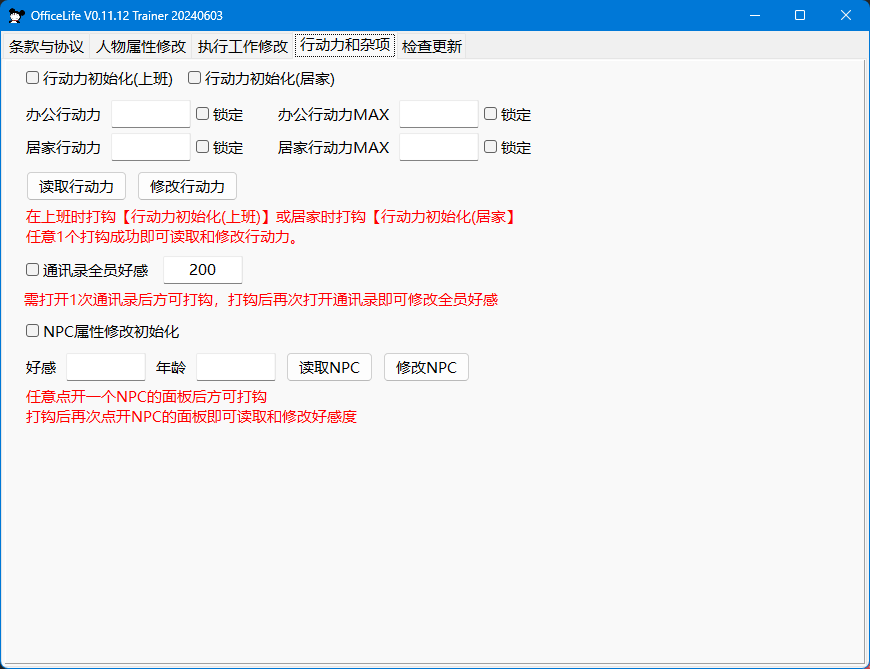 OfficeLife V0.11.12 Trainer 20240603
条款与协议 人物属性修改 执行工作修改 行动力和杂项 检查更新
行动力初始化(上班) 行动力初始化(居家)
办公行动力 锁定 办公行动力MAX 锁定
居家行动力 锁定 居家行动力MAX 锁定
读取行动力 修改行动力
在上班时打钩【行动力初始化(上班)】或居家时打钩【行动力初始化(居家】
任意1个打钩成功即可读取和修改行动力。
通讯录全员好感 200
需打开1次通讯录后方可打钩，打钩后再次打开通讯录即可修改全员好感
NPC属性修改初始化
好感 年龄 读取NPC 修改NPC
任意点开一个NPC的面板后方可打钩
打钩后再次点开NPC的面板即可读取和修改好感度